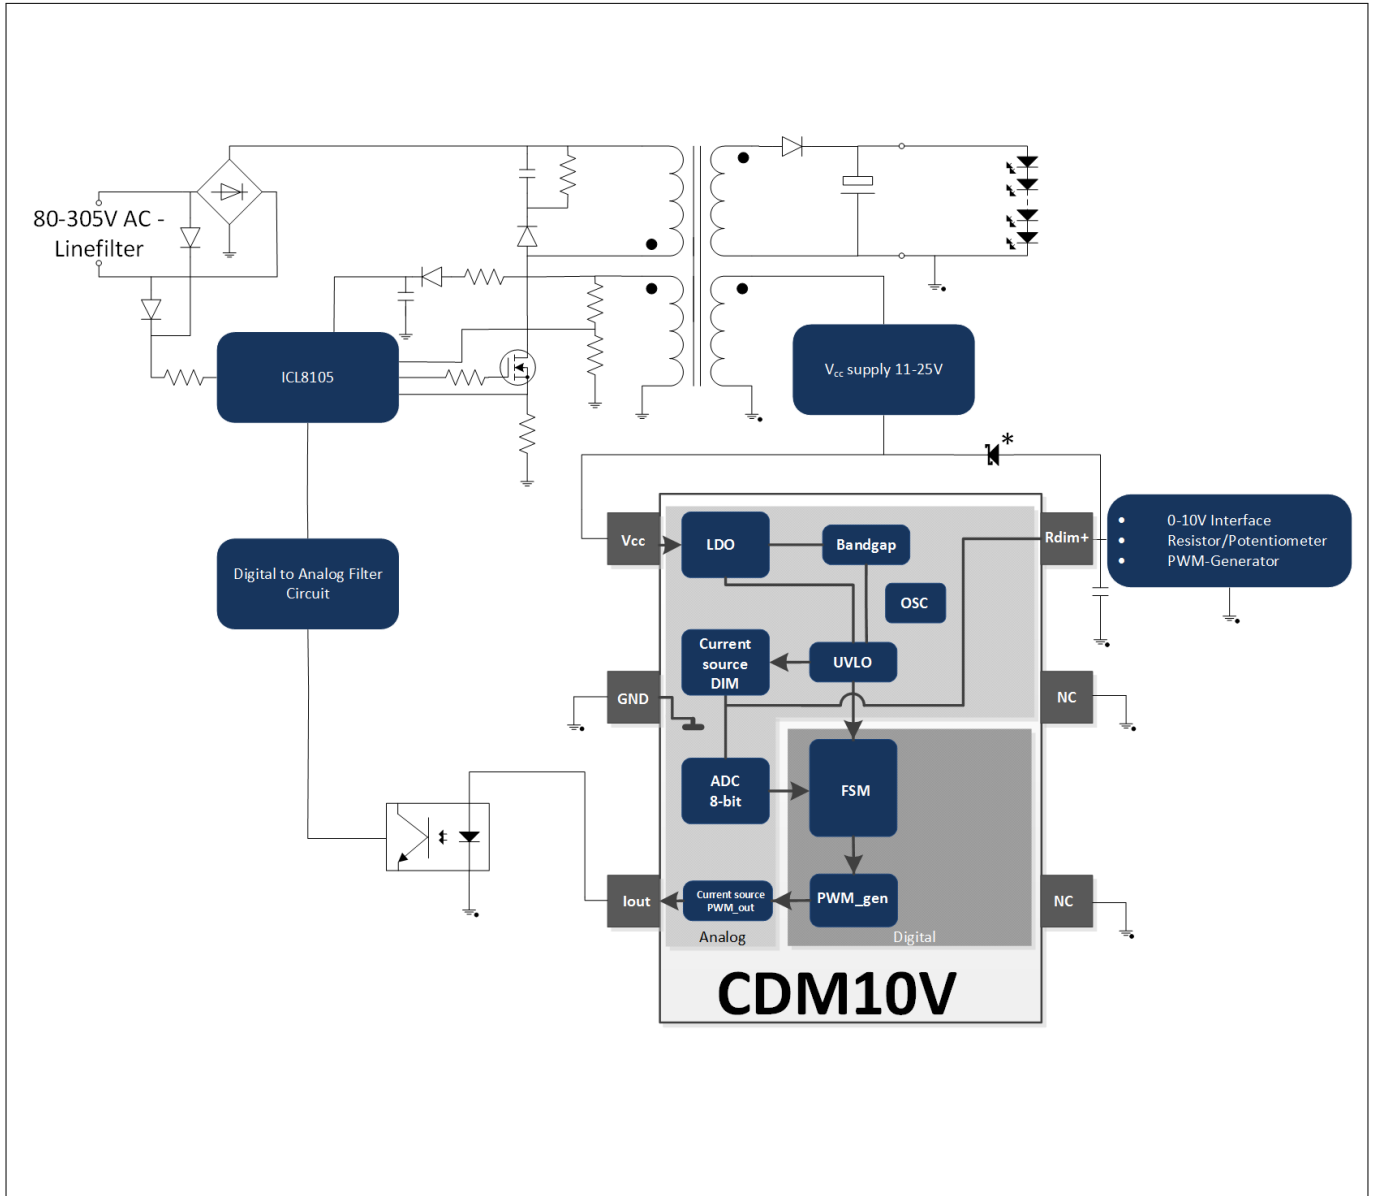 80-305V AC -
Linefilter
ICL8105
V_cc supply 11-25V
*
Digital to Analog Filter
Circuit
Vcc
LDO
Bandgap
Rdim+
• 0-10V Interface
• Resistor/Potentiometer
• PWM-Generator
OSC
Current
source
DIM
UVLO
GND
NC
ADC
8-bit
FSM
Iout
Current source
PWM_out
PWM_gen
NC
Analog
Digital
CDM10V